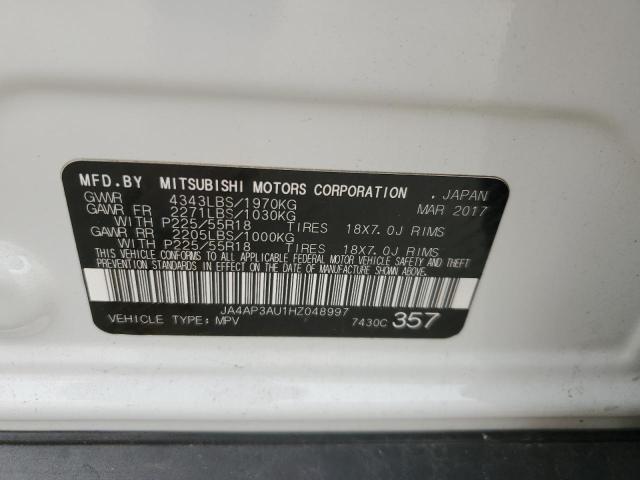 MFD.BY MITSUBISHI MOTORS CORPORATION . JAPAN
GVWR 4343LBS/1970KG MAR 2017
GAWR FR 2271LBS/1030KG
WITH P225/55R18 TIRES 18X7.0J RIMS
GAWR RR 2205LBS/1000KG
WITH P225/55R18 TIRES 18X7.0J RIMS
THIS VEHICLE CONFORMS TO ALL APPLICABLE FEDERAL MOTOR VEHICLE SAFETY AND THEFT
PREVENTION STANDARDS IN EFFECT ON THE DATE OF MANUFACTURE SHOWN ABOVE.
JA4AP3AU1HZ048997
VEHICLE TYPE: MPV 7430C 357